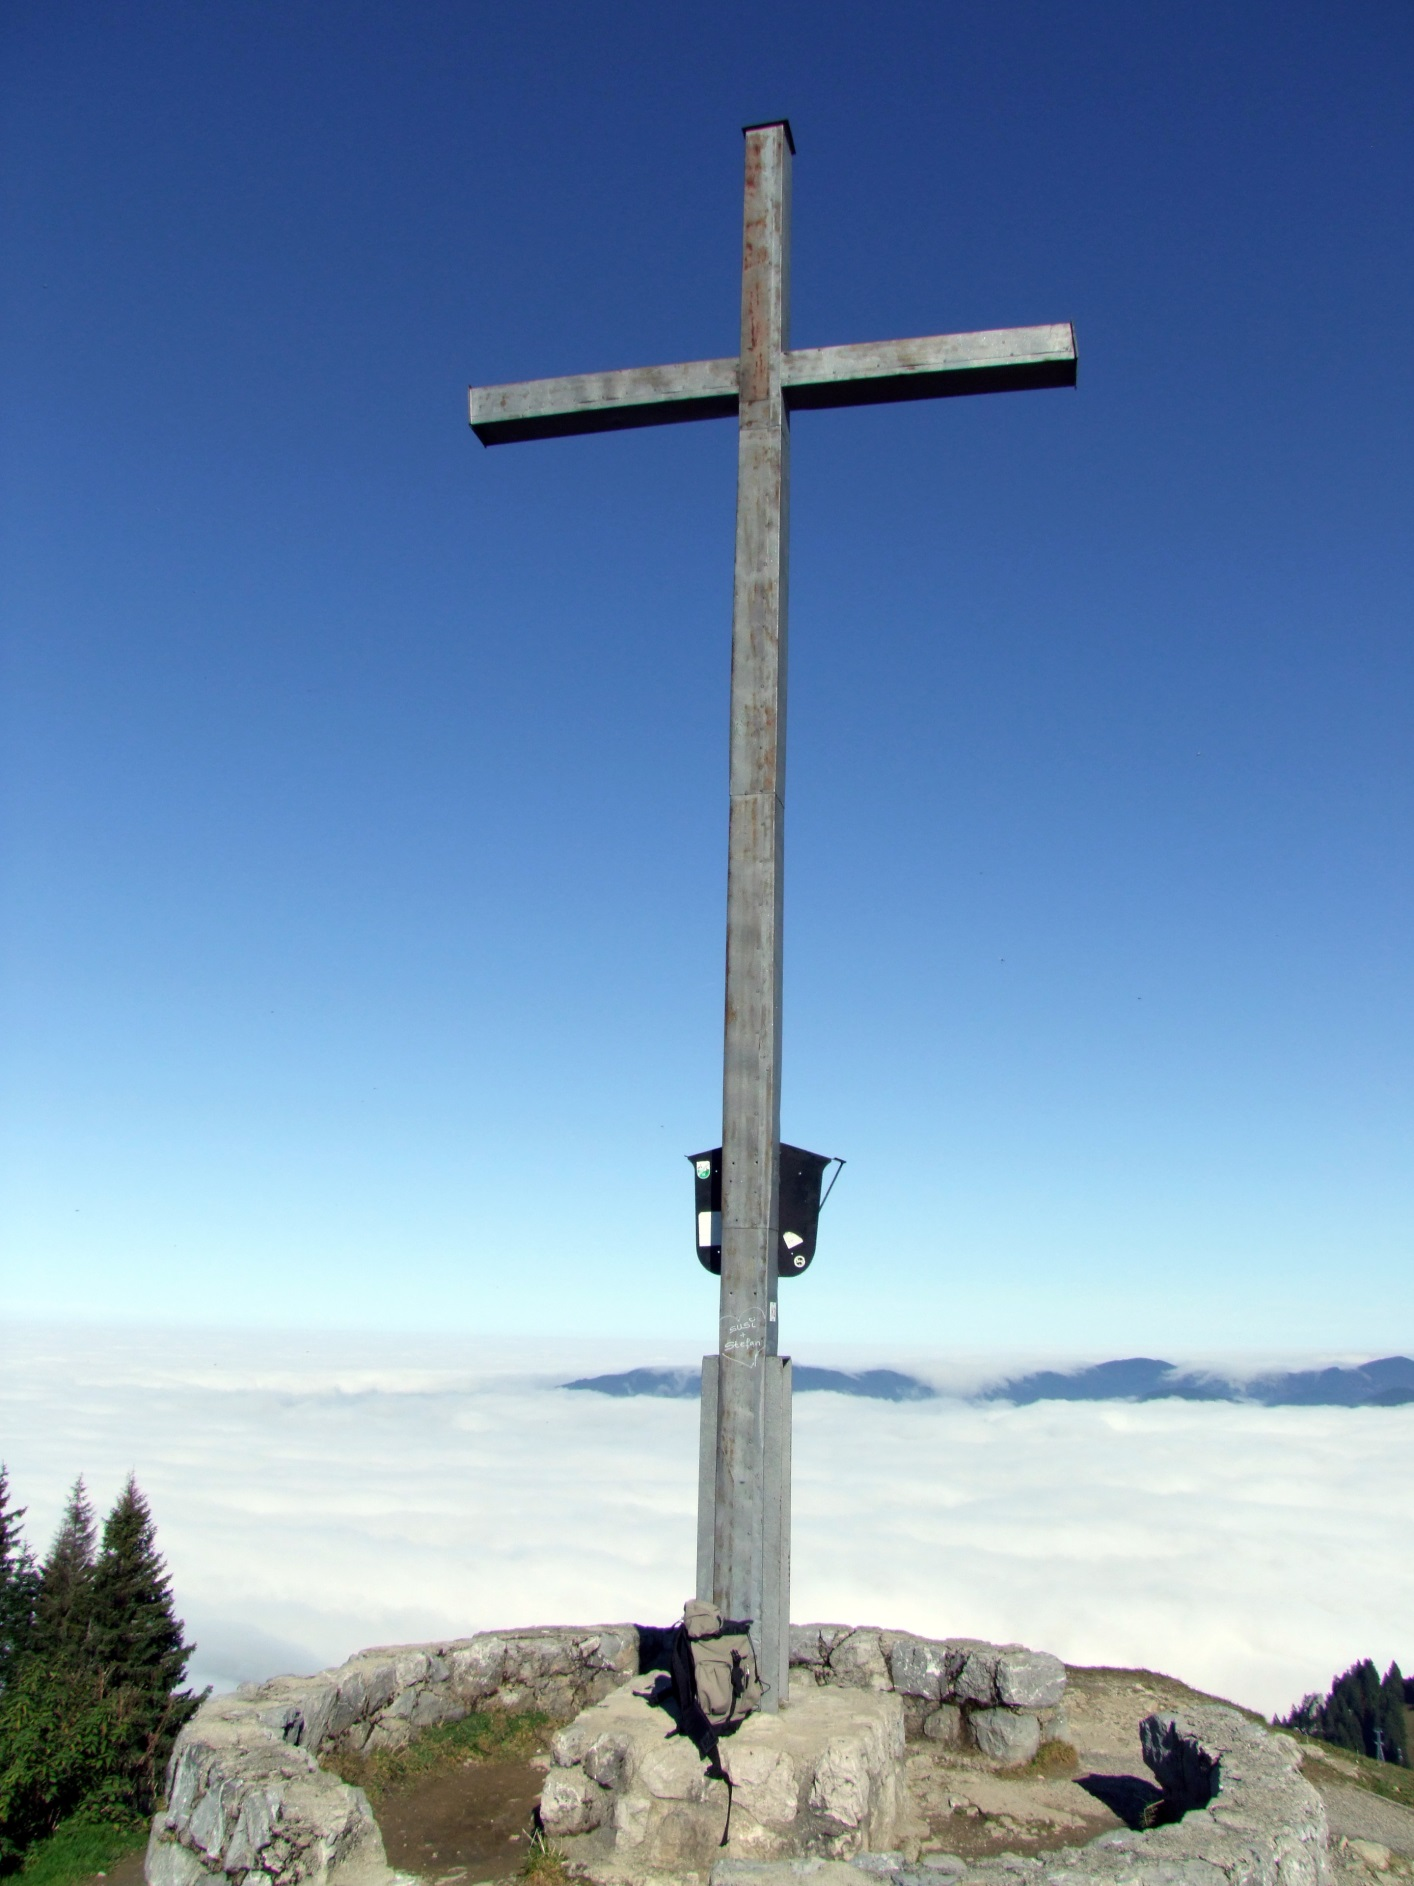 SUSI
+
Stefan